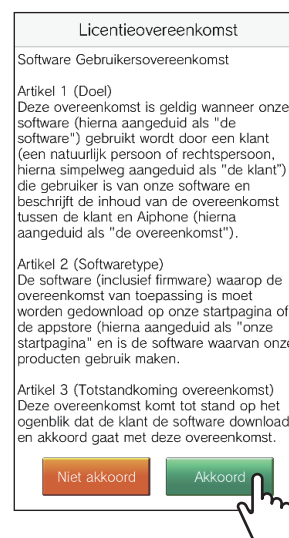 Licentieovereenkomst
Software Gebruikersovereenkomst
Artikel 1 (Doel)
Deze overeenkomst is geldig wanneer onze
software (hierna aangeduid als "de
software") gebruikt wordt door een klant
(een natuurlijk persoon of rechtspersoon,
hierna simpelweg aangeduid als "de klant")
die gebruiker is van onze software en
beschrijft de inhoud van de overeenkomst
tussen de klant en Aiphone (hierna
aangeduid als "de overeenkomst").
Artikel 2 (Softwaretype)
De software (inclusief firmware) waarop de
overeenkomst van toepassing is moet
worden gedownload op onze startpagina of
de appstore (hierna aangeduid als "onze
startpagina" en is de software waarvan onze
producten gebruik maken.
Artikel 3 (Totstandkoming overeenkomst)
Deze overeenkomst komt tot stand op het
ogenblik dat de klant de software download
en akkoord gaat met deze overeenkomst.
Niet akkoord
Akkoord